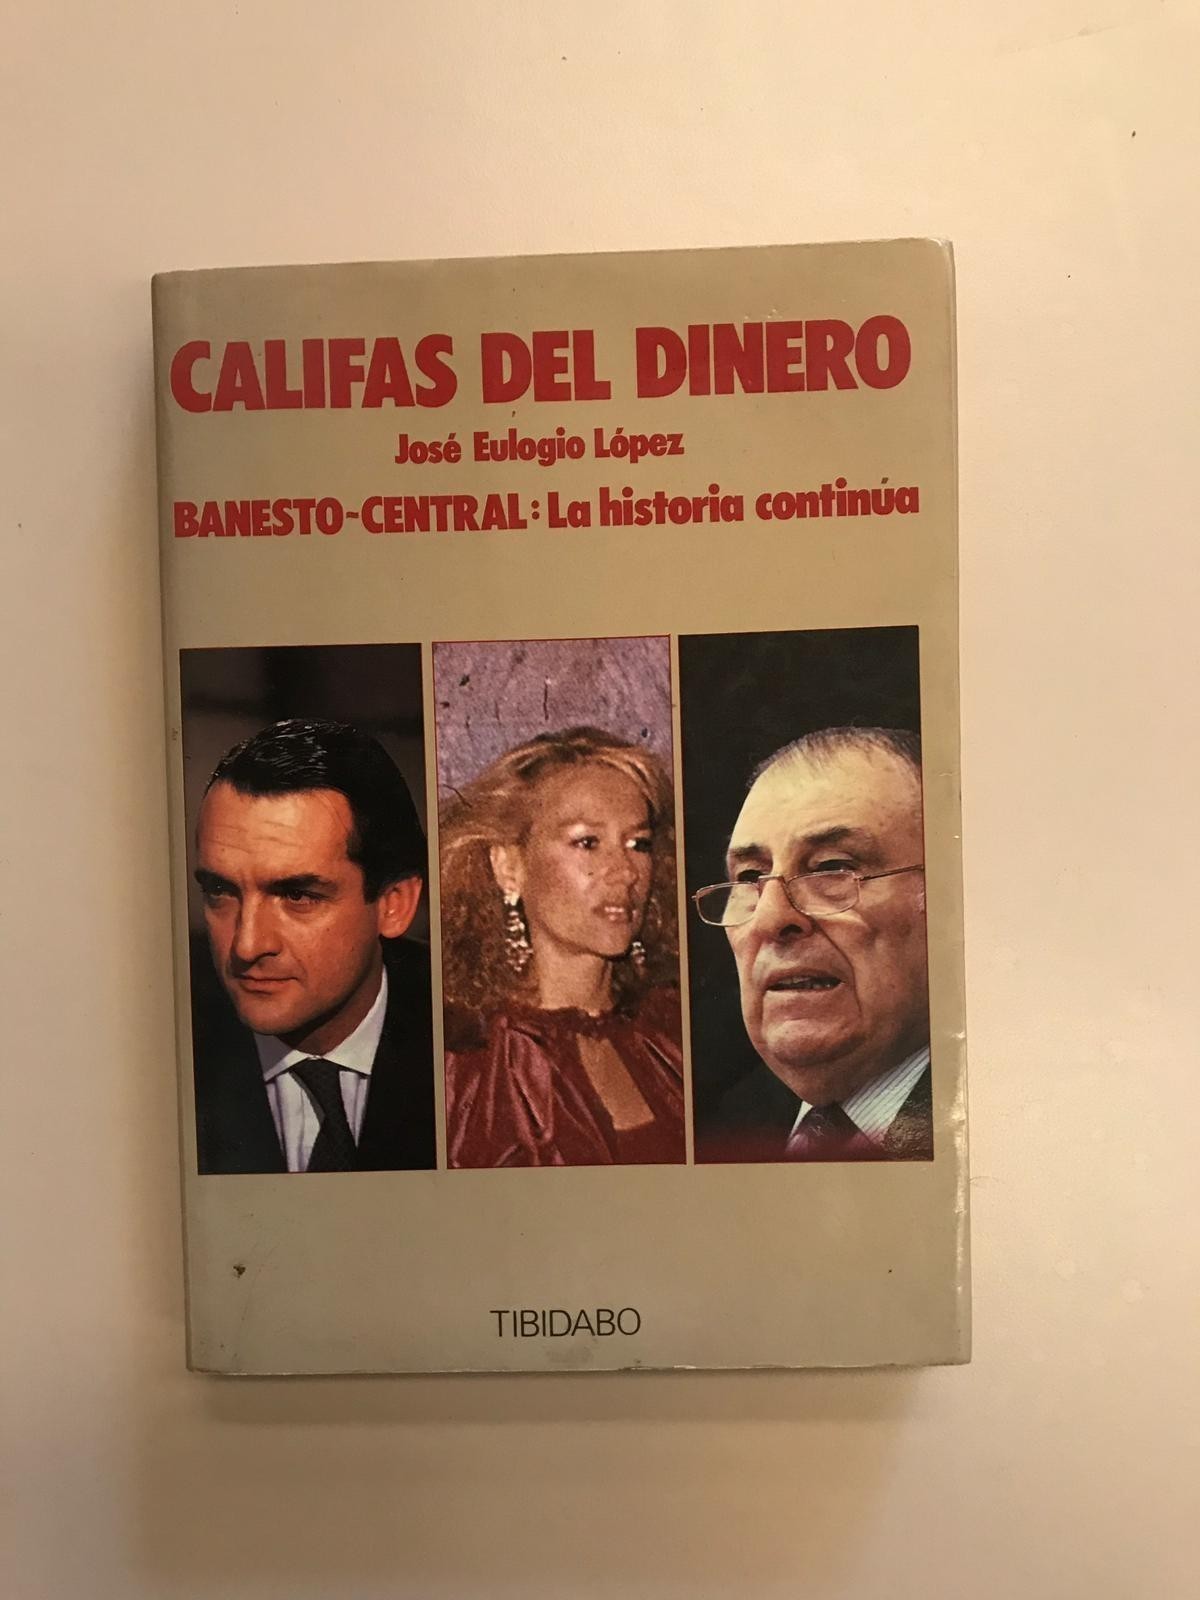 CALIFAS DEL DINERO
José Eulogio López
BANESTO-CENTRAL: La historia continúa
TIBIDABO